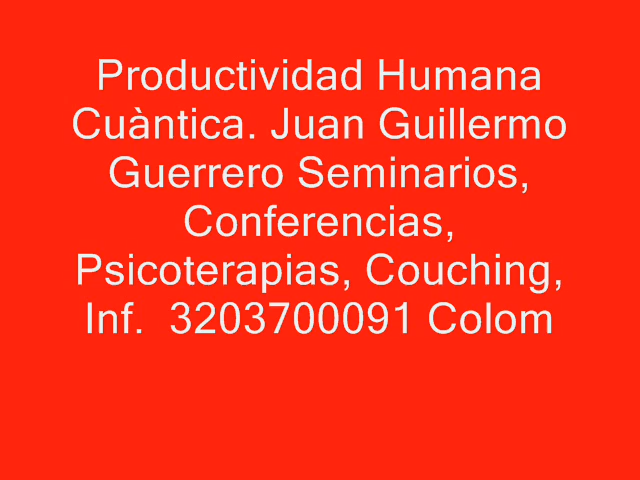 Productividad Humana
Cuàntica. Juan Guillermo
Guerrero Seminarios,
Conferencias,
Psicoterapias, Couching,
Inf.  3203700091 Colom